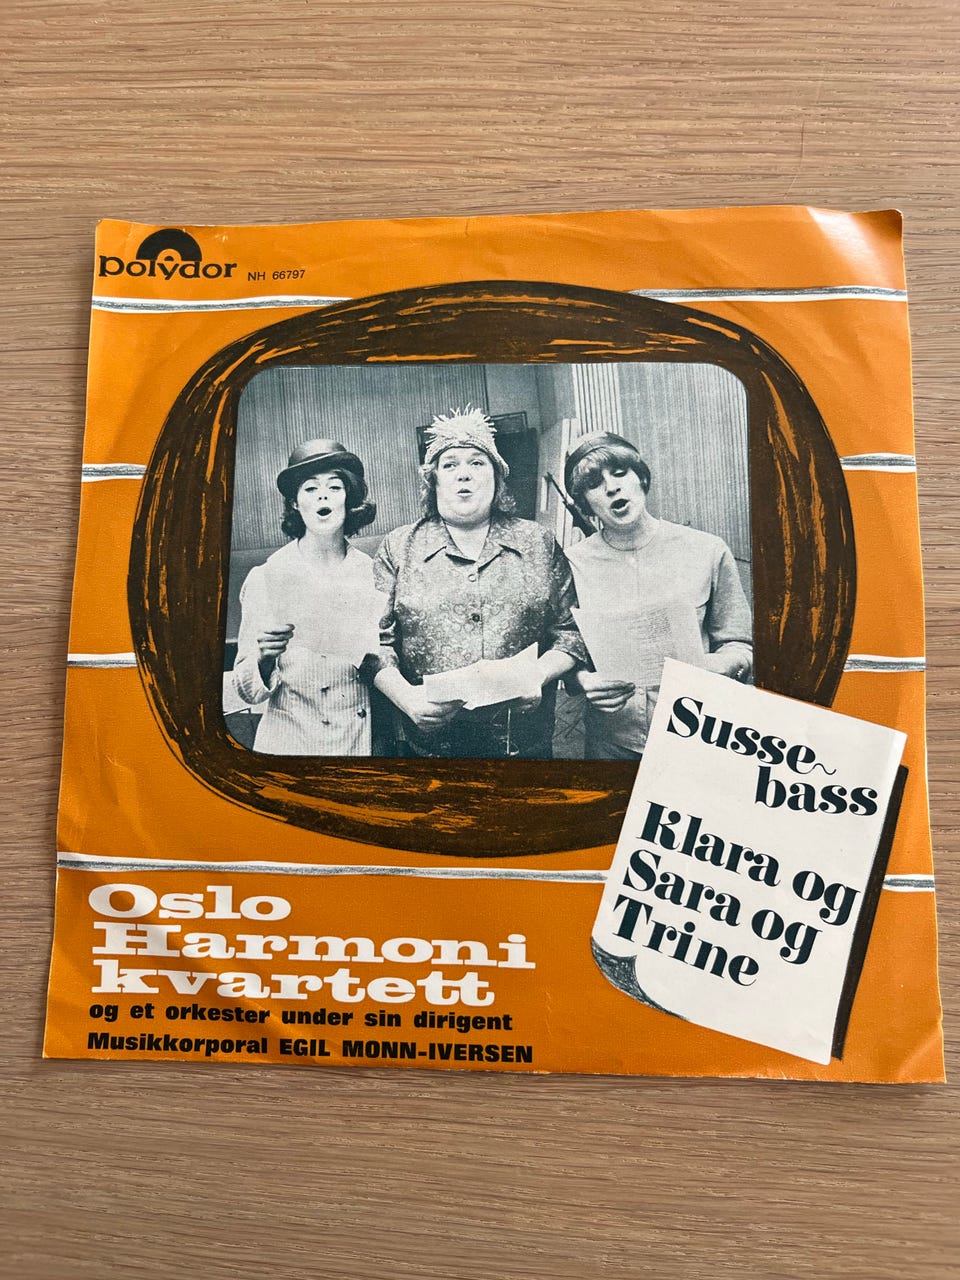 polydor NH 66797
Susse~
bass
Klara og
Sara og
Trine
Oslo
Harmoni
kvartett
og et orkester under sin dirigent
Musikkorporal EGIL MONN-IVERSEN